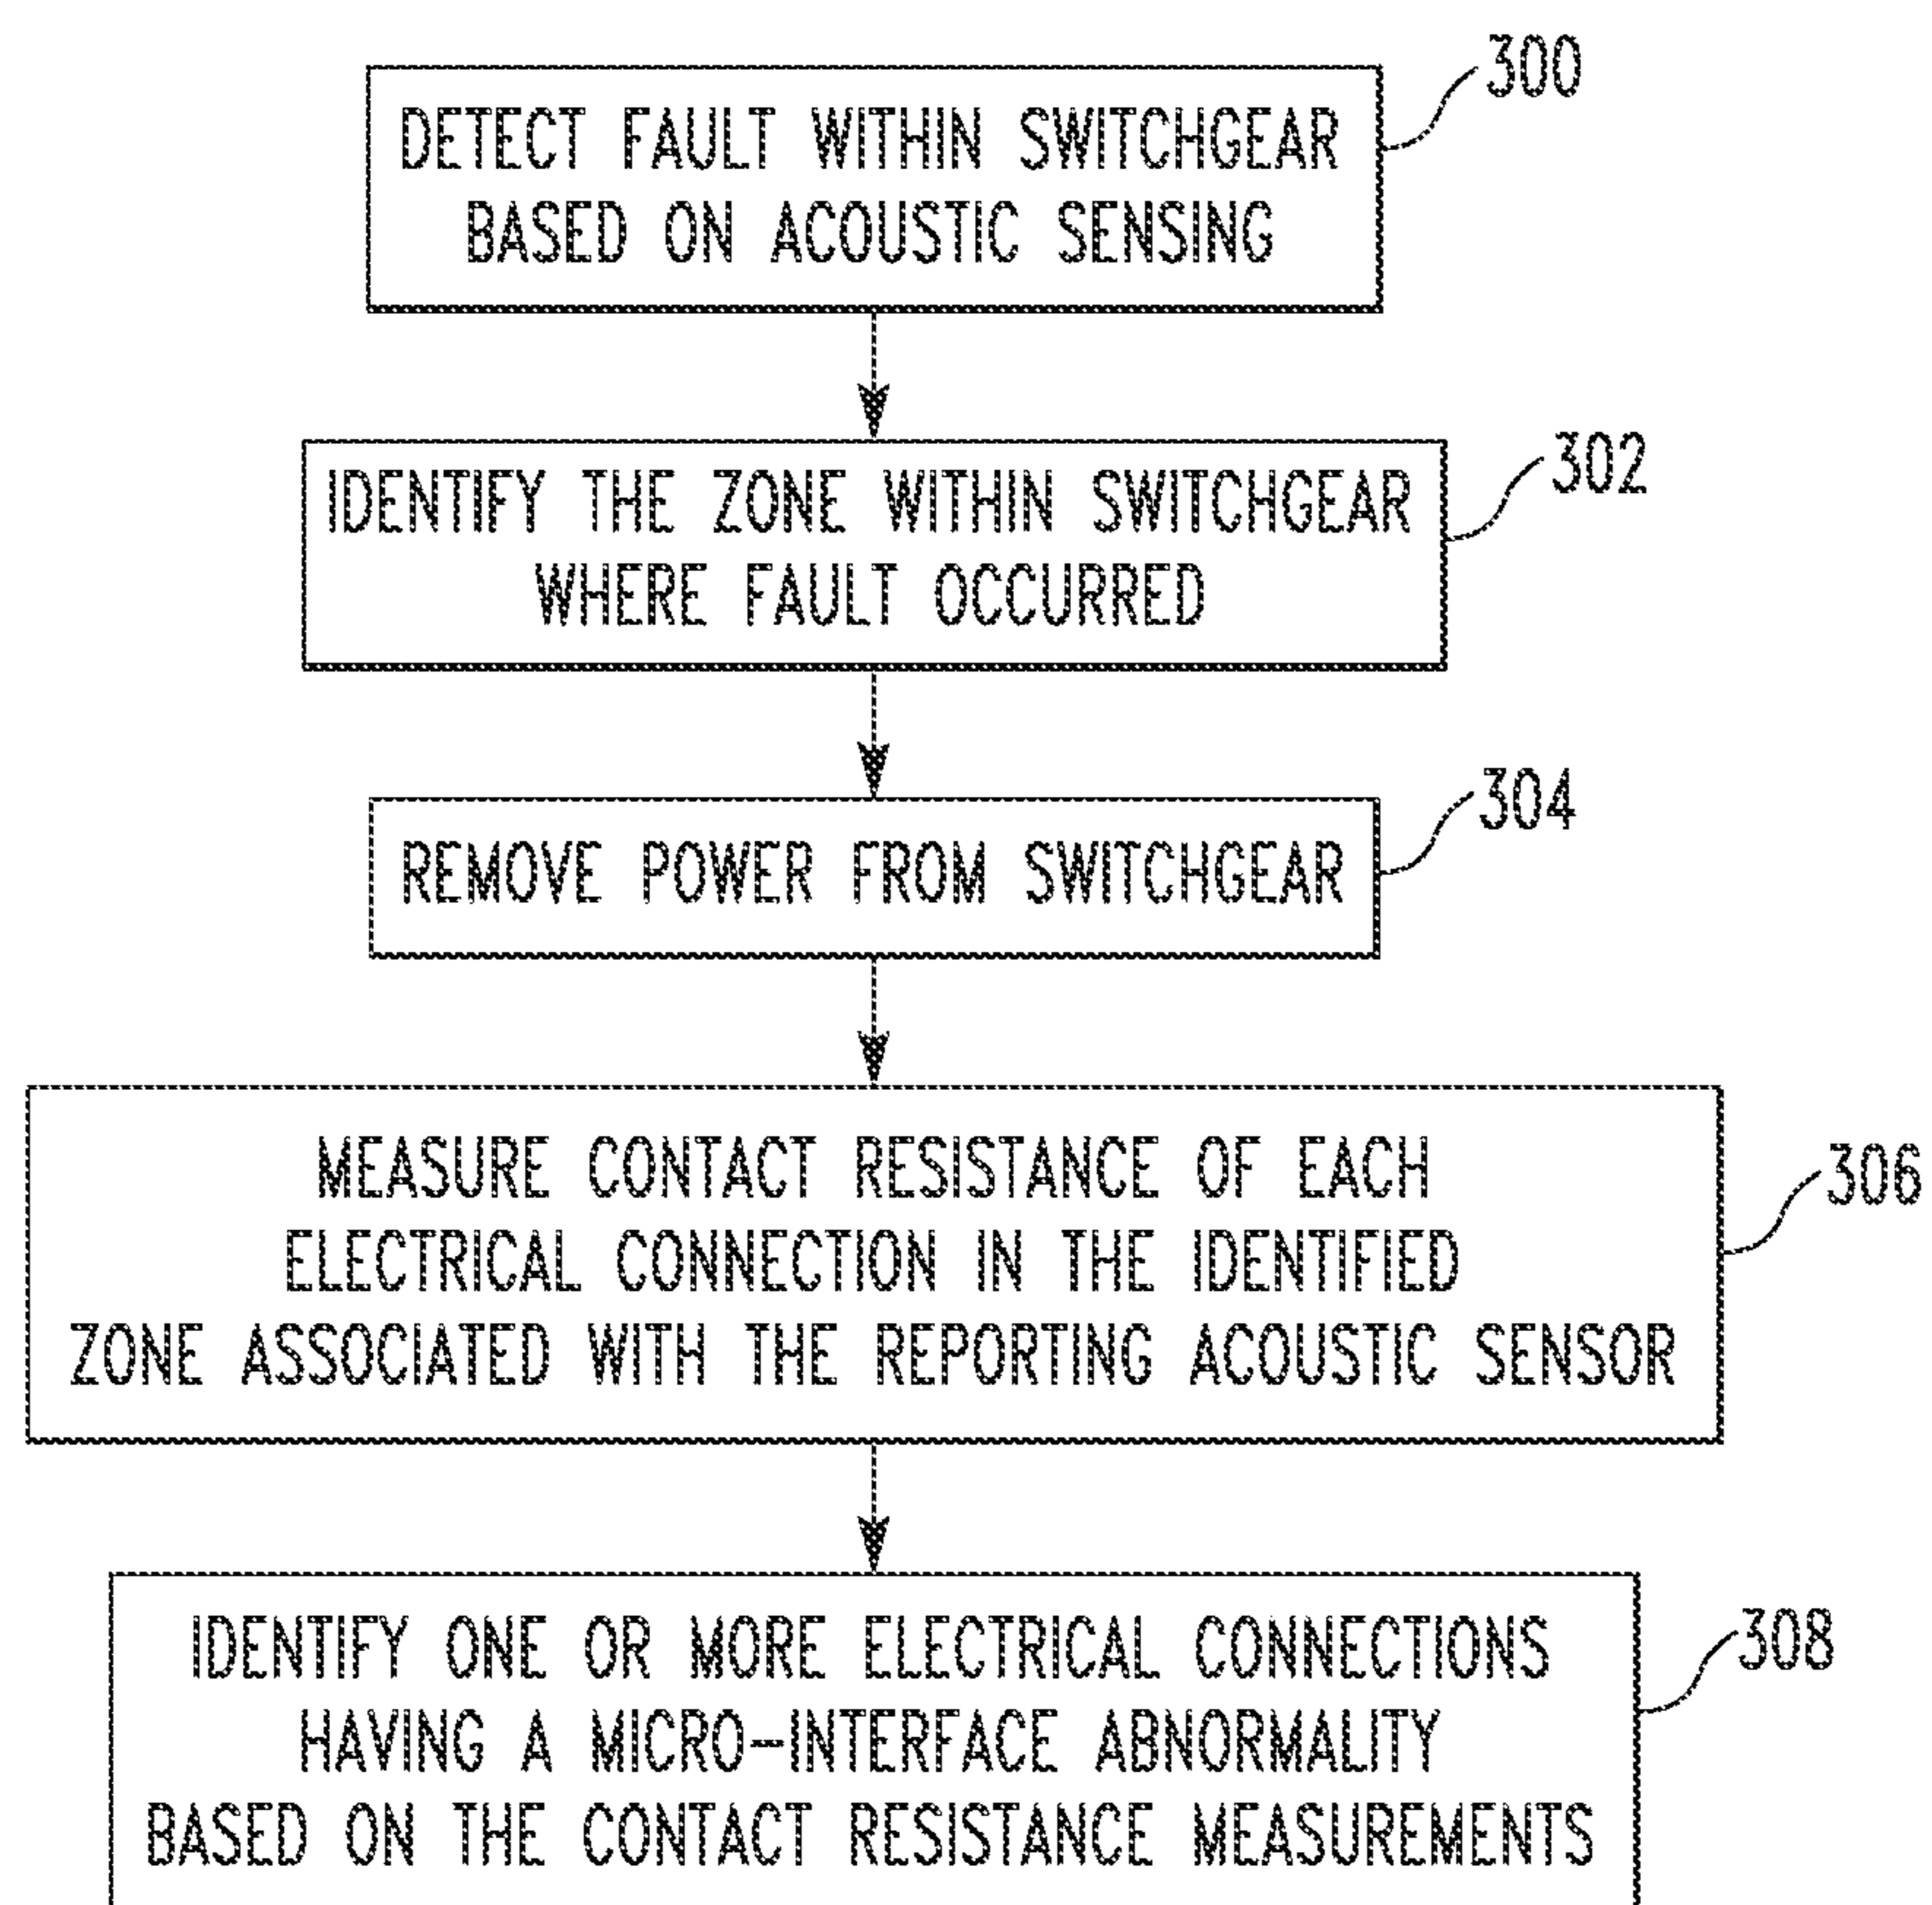 300
DETECT FAULT WITHIN SWITCHGEAR
BASED ON ACOUSTIC SENSING
302
IDENTIFY THE ZONE WITHIN SWITCHGEAR
WHERE FAULT OCCURRED
304
REMOVE POWER FROM SWITCHGEAR
306
MEASURE CONTACT RESISTANCE OF EACH
ELECTRICAL CONNECTION IN THE IDENTIFIED
ZONE ASSOCIATED WITH THE REPORTING ACOUSTIC SENSOR
308
IDENTIFY ONE OR MORE ELECTRICAL CONNECTIONS
HAVING A MICRO-INTERFACE ABNORMALITY
BASED ON THE CONTACT RESISTANCE MEASUREMENTS